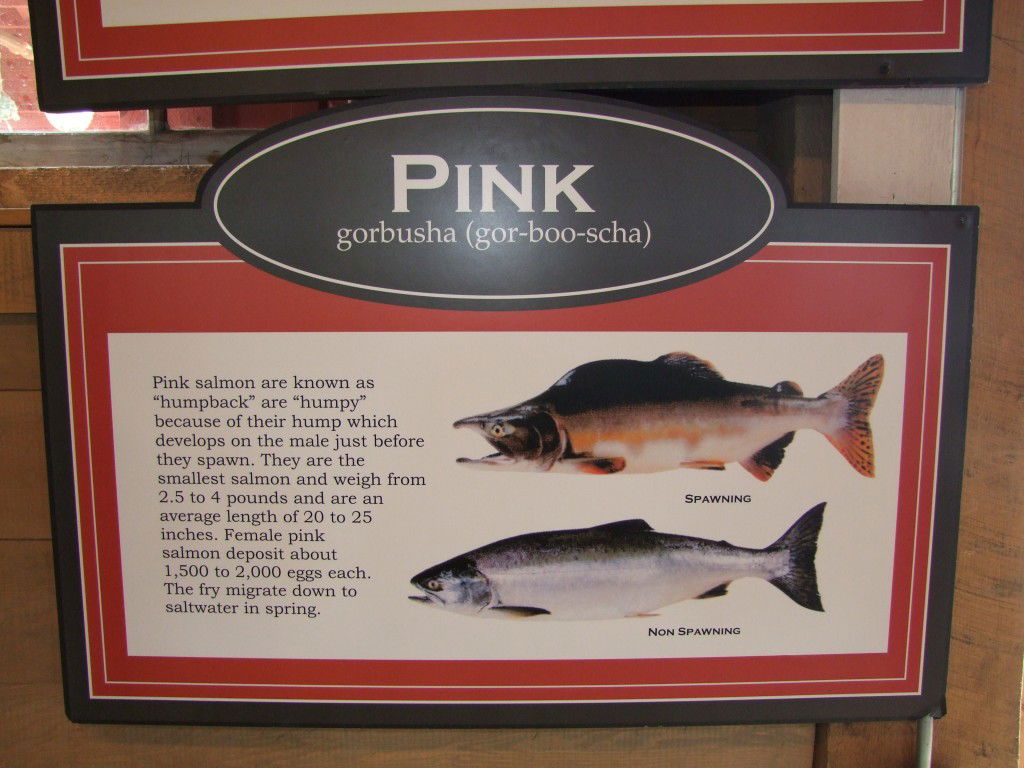 PINK
gorbusha (gor-boo-scha)
Pink salmon are known as
"humpback" are "humpy"
because of their hump which
develops on the male just before
they spawn. They are the
smallest salmon and weigh from
2.5 to 4 pounds and are an
average length of 20 to 25
inches. Female pink
salmon deposit about
1,500 to 2,000 eggs each.
The fry migrate down to
saltwater in spring.
SPAWNING
NON SPAWNING